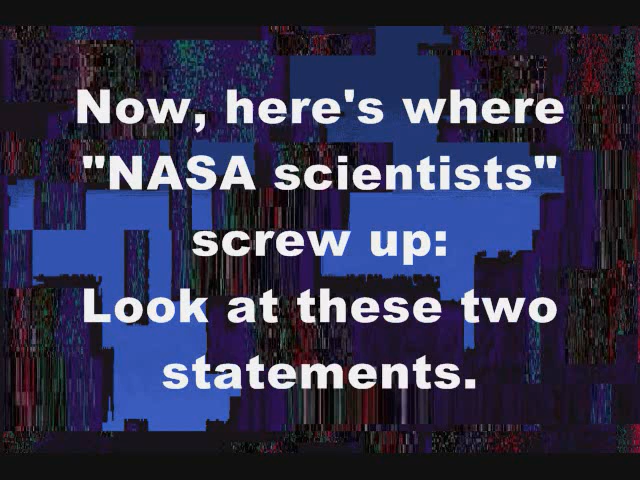 Now, here's where
"NASA scientists"
screw up:
Look at these two
statements.